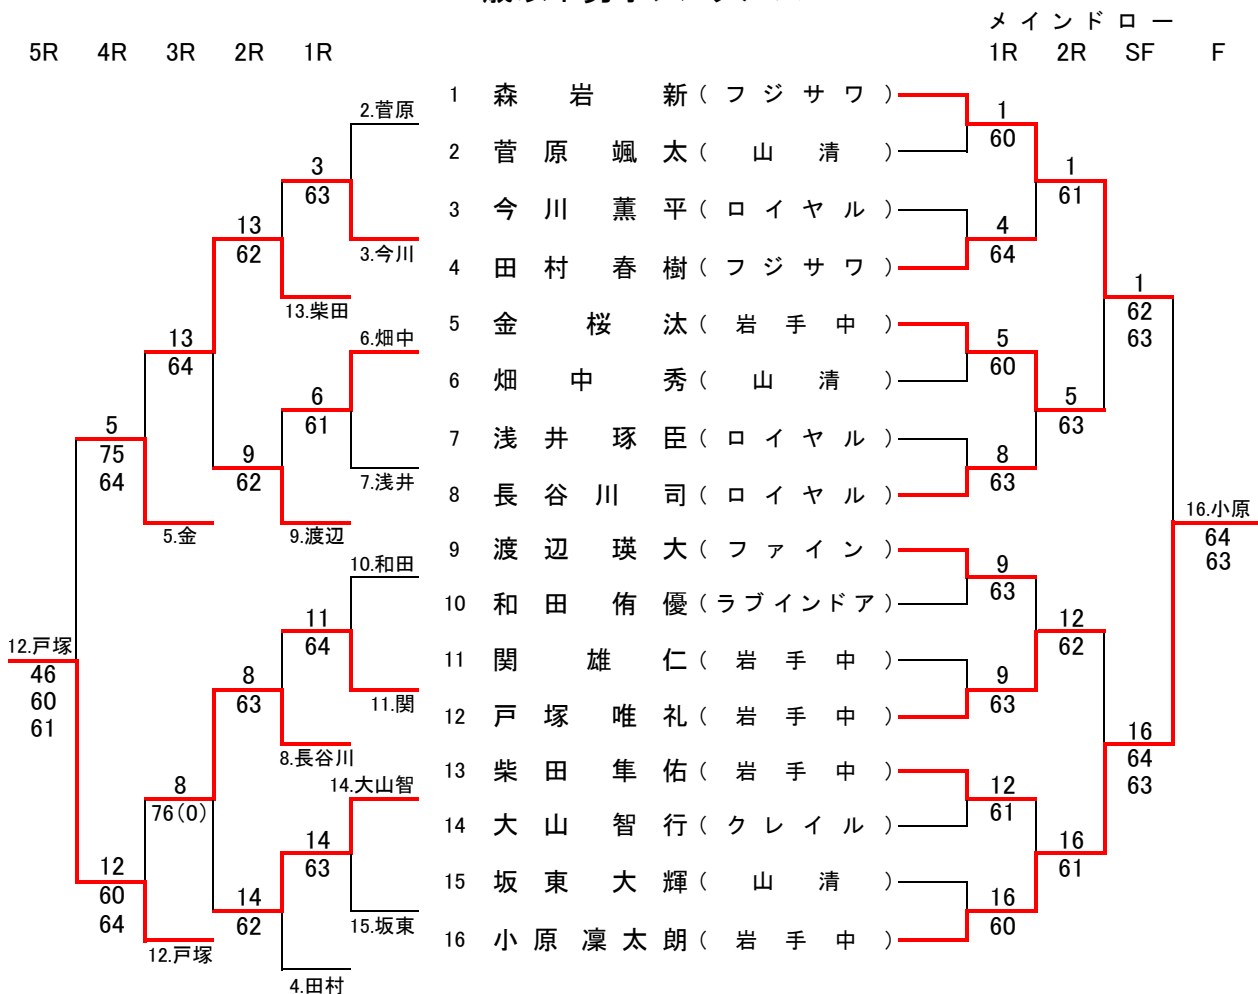 メインドロー
5R 4R 3R 2R 1R 1R 2R SF F
1 森岩 新(フジサワ)
2 菅原 颯太(山清)
3 今川 薫平(ロイヤル)
4 田村 春樹(フジサワ)
5 金 桜汰(岩手中)
6 畑中 秀(山清)
7 浅井 琢臣(ロイヤル)
8 長谷川 司(ロイヤル)
9 渡辺 瑛大(ファイン)
10 和田 侑優(ラブインドア)
11 関 雄仁(岩手中)
12 戸塚 唯礼(岩手中)
13 柴田 隼佑(岩手中)
14 大山 智行(クレイル)
15 坂東 大輝(山清)
16 小原 凜太朗(岩手中)
2.菅原
3
63
3.今川
13
62
13.柴田
13
64
6.畑中
6
61
7.浅井
9
62
9.渡辺
5
75
64
5.金
10.和田
11
64
11.関
8
63
8.長谷川
8
76(0)
14.大山智
14
63
15.坂東
14
62
4.田村
12
60
64
12.戸塚
12.戸塚
46
60
61
1
60
4
64
5
60
8
63
9
63
9
63
12
61
16
60
1
61
5
63
12
62
16
61
1
62
63
16
64
63
16.小原
64
63